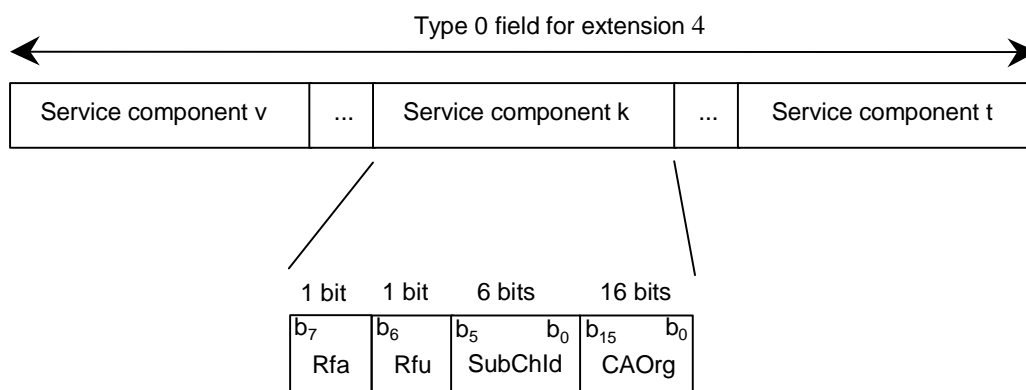 Type 0 field for extension 4
Service component v ... Service component k ... Service component t
1 bit 1 bit 6 bits 16 bits
b7 b6 b5 b0 b15 b0
Rfa Rfu SubChId CAOrg